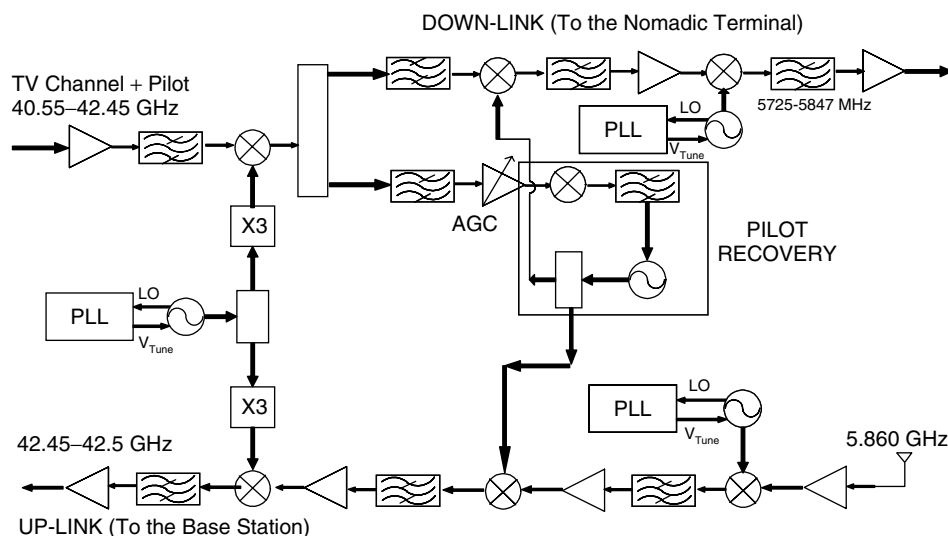 DOWN-LINK (To the Nomadic Terminal)
TV Channel + Pilot
40.55–42.45 GHz
5725-5847 MHz
LO
PLL
V_Tune
X3
AGC
PILOT
RECOVERY
LO
PLL
V_Tune
X3
LO
PLL
V_Tune
42.45–42.5 GHz
5.860 GHz
UP-LINK (To the Base Station)